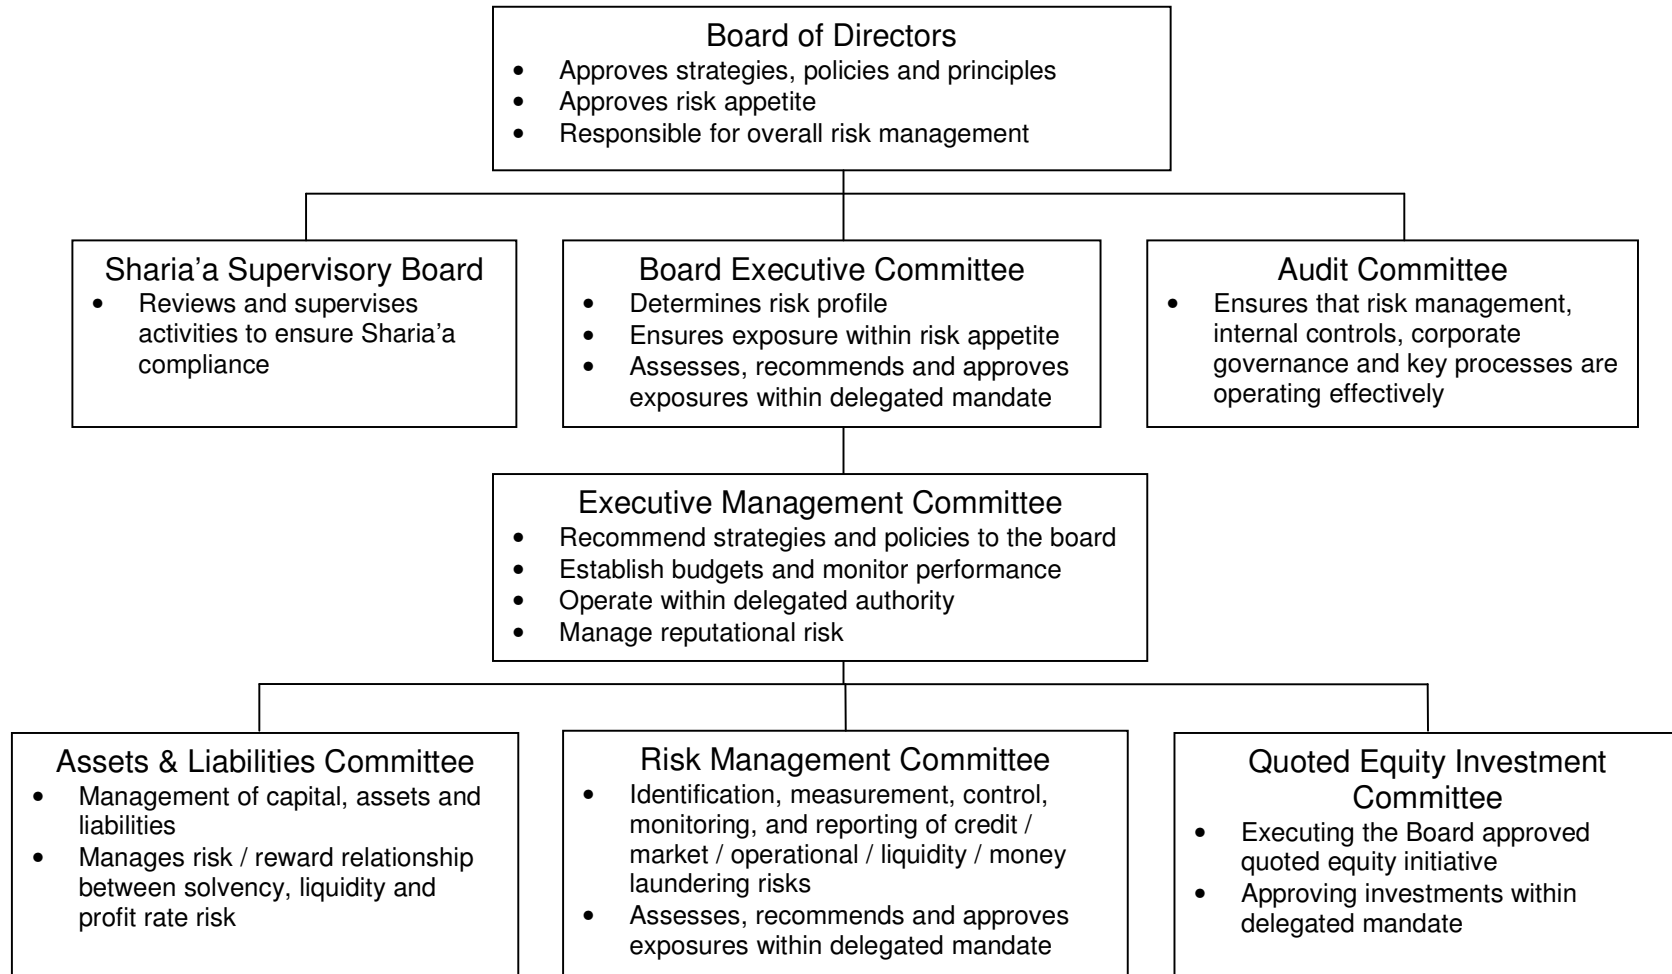 Board of Directors
• Approves strategies, policies and principles
• Approves risk appetite
• Responsible for overall risk management
Sharia'a Supervisory Board
• Reviews and supervises
activities to ensure Sharia'a
compliance
Board Executive Committee
• Determines risk profile
• Ensures exposure within risk appetite
• Assesses, recommends and approves
exposures within delegated mandate
Audit Committee
• Ensures that risk management,
internal controls, corporate
governance and key processes are
operating effectively
Executive Management Committee
• Recommend strategies and policies to the board
• Establish budgets and monitor performance
• Operate within delegated authority
• Manage reputational risk
Assets & Liabilities Committee
• Management of capital, assets and
liabilities
• Manages risk / reward relationship
between solvency, liquidity and
profit rate risk
Risk Management Committee
• Identification, measurement, control,
monitoring, and reporting of credit /
market / operational / liquidity / money
laundering risks
• Assesses, recommends and approves
exposures within delegated mandate
Quoted Equity Investment
Committee
• Executing the Board approved
quoted equity initiative
• Approving investments within
delegated mandate